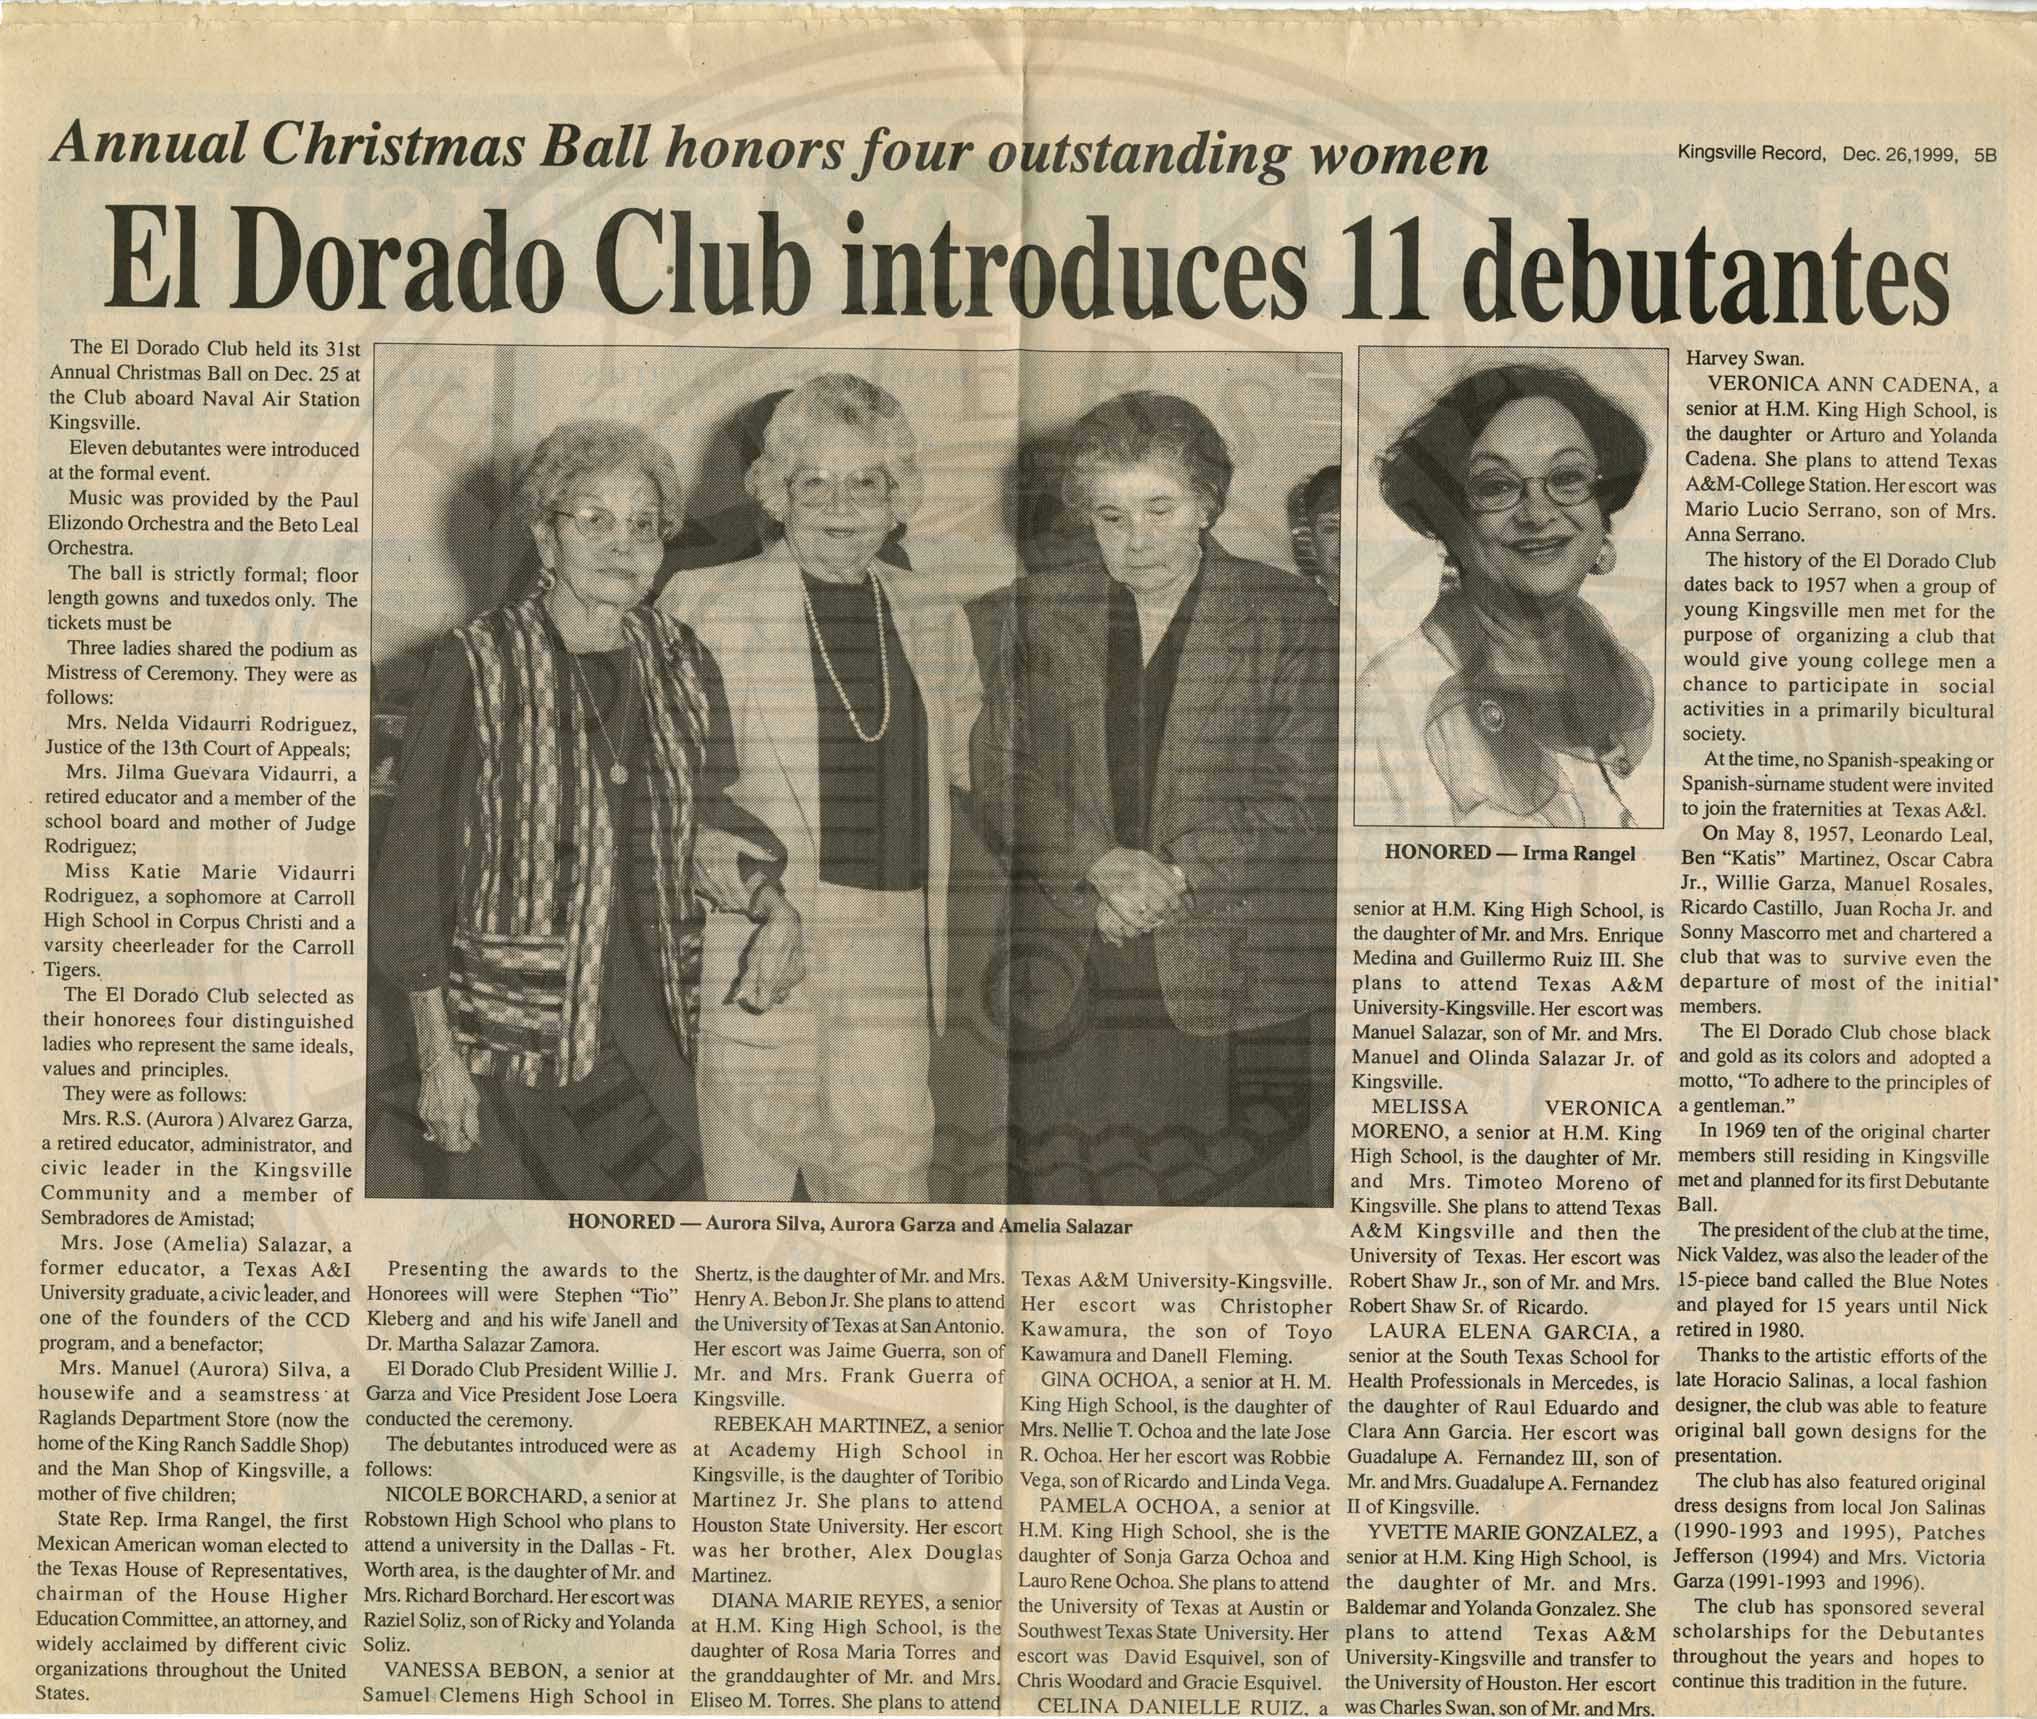 Annual Christmas Ball honors four outstanding women
Kingsville Record, Dec. 26,1999, 5B
El Dorado Club introduces 11 debutantes
The El Dorado Club held its 31st
Annual Christmas Ball on Dec. 25 at
the Club aboard Naval Air Station
Kingsville.
Eleven debutantes were introduced
at the formal event.
Music was provided by the Paul
Elizondo Orchestra and the Beto Leal
Orchestra.
The ball is strictly formal; floor
length gowns and tuxedos only. The
tickets must be
Three ladies shared the podium as
Mistress of Ceremony. They were as
follows:
Mrs. Nelda Vidaurri Rodriguez,
Justice of the 13th Court of Appeals;
Mrs. Jilma Guevara Vidaurri, a
retired educator and a member of the
school board and mother of Judge
Rodriguez;
Miss Katie Marie Vidaurri
Rodriguez, a sophomore at Carroll
High School in Corpus Christi and a
varsity cheerleader for the Carroll
Tigers.
The El Dorado Club selected as
their honorees four distinguished
ladies who represent the same ideals,
values and principles.
They were as follows:
Mrs. R.S. (Aurora ) Alvarez Garza,
a retired educator, administrator, and
civic leader in the Kingsville
Community and a member of
Sembradores de Amistad;
Mrs. Jose (Amelia) Salazar, a
former educator, a Texas A&I
University graduate, a civic leader, and
one of the founders of the CCD
program, and a benefactor;
Mrs. Manuel (Aurora) Silva, a
housewife and a seamstress at
Raglands Department Store (now the
home of the King Ranch Saddle Shop)
and the Man Shop of Kingsville, a
mother of five children;
State Rep. Irma Rangel, the first
Mexican American woman elected to
the Texas House of Representatives,
chairman of the House Higher
Education Committee, an attorney, and
widely acclaimed by different civic
organizations throughout the United
States.
HONORED — Aurora Silva, Aurora Garza and Amelia Salazar
Presenting the awards to the
Honorees will were Stephen “Tio”
Kleberg and and his wife Janell and
Dr. Martha Salazar Zamora.
El Dorado Club President Willie J.
Garza and Vice President Jose Loera
conducted the ceremony.
The debutantes introduced were as
follows:
NICOLE BORCHARD, a senior at
Robstown High School who plans to
attend a university in the Dallas - Ft.
Worth area, is the daughter of Mr. and
Mrs. Richard Borchard. Her escort was
Raziel Soliz, son of Ricky and Yolanda
Soliz.
VANESSA BEBON, a senior at
Samuel Clemens High School in
Shertz, is the daughter of Mr. and Mrs.
Henry A. Bebon Jr. She plans to attend
the University of Texas at San Antonio.
Her escort was Jaime Guerra, son of
Mr. and Mrs. Frank Guerra of
Kingsville.
REBEKAH MARTINEZ, a senior
at Academy High School in
Kingsville, is the daughter of Toribio
Martinez Jr. She plans to attend
Houston State University. Her escort
was her brother, Alex Douglas
Martinez.
DIANA MARIE REYES, a senior
at H.M. King High School, is the
daughter of Rosa Maria Torres and
the granddaughter of Mr. and Mrs.
Eliseo M. Torres. She plans to attend
Texas A&M University-Kingsville.
Her escort was Christopher
Kawamura, the son of Toyo
Kawamura and Danell Fleming.
GINA OCHOA, a senior at H. M.
King High School, is the daughter of
Mrs. Nellie T. Ochoa and the late Jose
R. Ochoa. Her her escort was Robbie
Vega, son of Ricardo and Linda Vega.
PAMELA OCHOA, a senior at
H.M. King High School, she is the
daughter of Sonja Garza Ochoa and
Lauro Rene Ochoa. She plans to attend
the University of Texas at Austin or
Southwest Texas State University. Her
escort was David Esquivel, son of
Chris Woodard and Gracie Esquivel.
CELINA DANIELLE RUIZ, a
HONORED — Irma Rangel
senior at H.M. King High School, is
the daughter of Mr. and Mrs. Enrique
Medina and Guillermo Ruiz III. She
plans to attend Texas A&M
University-Kingsville. Her escort was
Manuel Salazar, son of Mr. and Mrs.
Manuel and Olinda Salazar Jr. of
Kingsville.
MELISSA VERONICA
MORENO, a senior at H.M. King
High School, is the daughter of Mr.
and Mrs. Timoteo Moreno of
Kingsville. She plans to attend Texas
A&M Kingsville and then the
University of Texas. Her escort was
Robert Shaw Jr., son of Mr. and Mrs.
Robert Shaw Sr. of Ricardo.
LAURA ELENA GARCIA, a
senior at the South Texas School for
Health Professionals in Mercedes, is
the daughter of Raul Eduardo and
Clara Ann Garcia. Her escort was
Guadalupe A. Fernandez III, son of
Mr. and Mrs. Guadalupe A. Fernandez
II of Kingsville.
YVETTE MARIE GONZALEZ, a
senior at H.M. King High School, is
the daughter of Mr. and Mrs.
Baldemar and Yolanda Gonzalez. She
plans to attend Texas A&M
University-Kingsville and transfer to
the University of Houston. Her escort
was Charles Swan, son of Mr. and Mrs.
Harvey Swan.
VERONICA ANN CADENA, a
senior at H.M. King High School, is
the daughter or Arturo and Yolanda
Cadena. She plans to attend Texas
A&M-College Station. Her escort was
Mario Lucio Serrano, son of Mrs.
Anna Serrano.
The history of the El Dorado Club
dates back to 1957 when a group of
young Kingsville men met for the
purpose of organizing a club that
would give young college men a
chance to participate in social
activities in a primarily bicultural
society.
At the time, no Spanish-speaking or
Spanish-surname student were invited
to join the fraternities at Texas A&I.
On May 8, 1957, Leonardo Leal,
Ben “Katis” Martinez, Oscar Cabra
Jr., Willie Garza, Manuel Rosales,
Ricardo Castillo, Juan Rocha Jr. and
Sonny Mascorro met and chartered a
club that was to survive even the
departure of most of the initial
members.
The El Dorado Club chose black
and gold as its colors and adopted a
motto, “To adhere to the principles of
a gentleman.”
In 1969 ten of the original charter
members still residing in Kingsville
met and planned for its first Debutante
Ball.
The president of the club at the time,
Nick Valdez, was also the leader of the
15-piece band called the Blue Notes
and played for 15 years until Nick
retired in 1980.
Thanks to the artistic efforts of the
late Horacio Salinas, a local fashion
designer, the club was able to feature
original ball gown designs for the
presentation.
The club has also featured original
dress designs from local Jon Salinas
(1990-1993 and 1995), Patches
Jefferson (1994) and Mrs. Victoria
Garza (1991-1993 and 1996).
The club has sponsored several
scholarships for the Debutantes
throughout the years and hopes to
continue this tradition in the future.